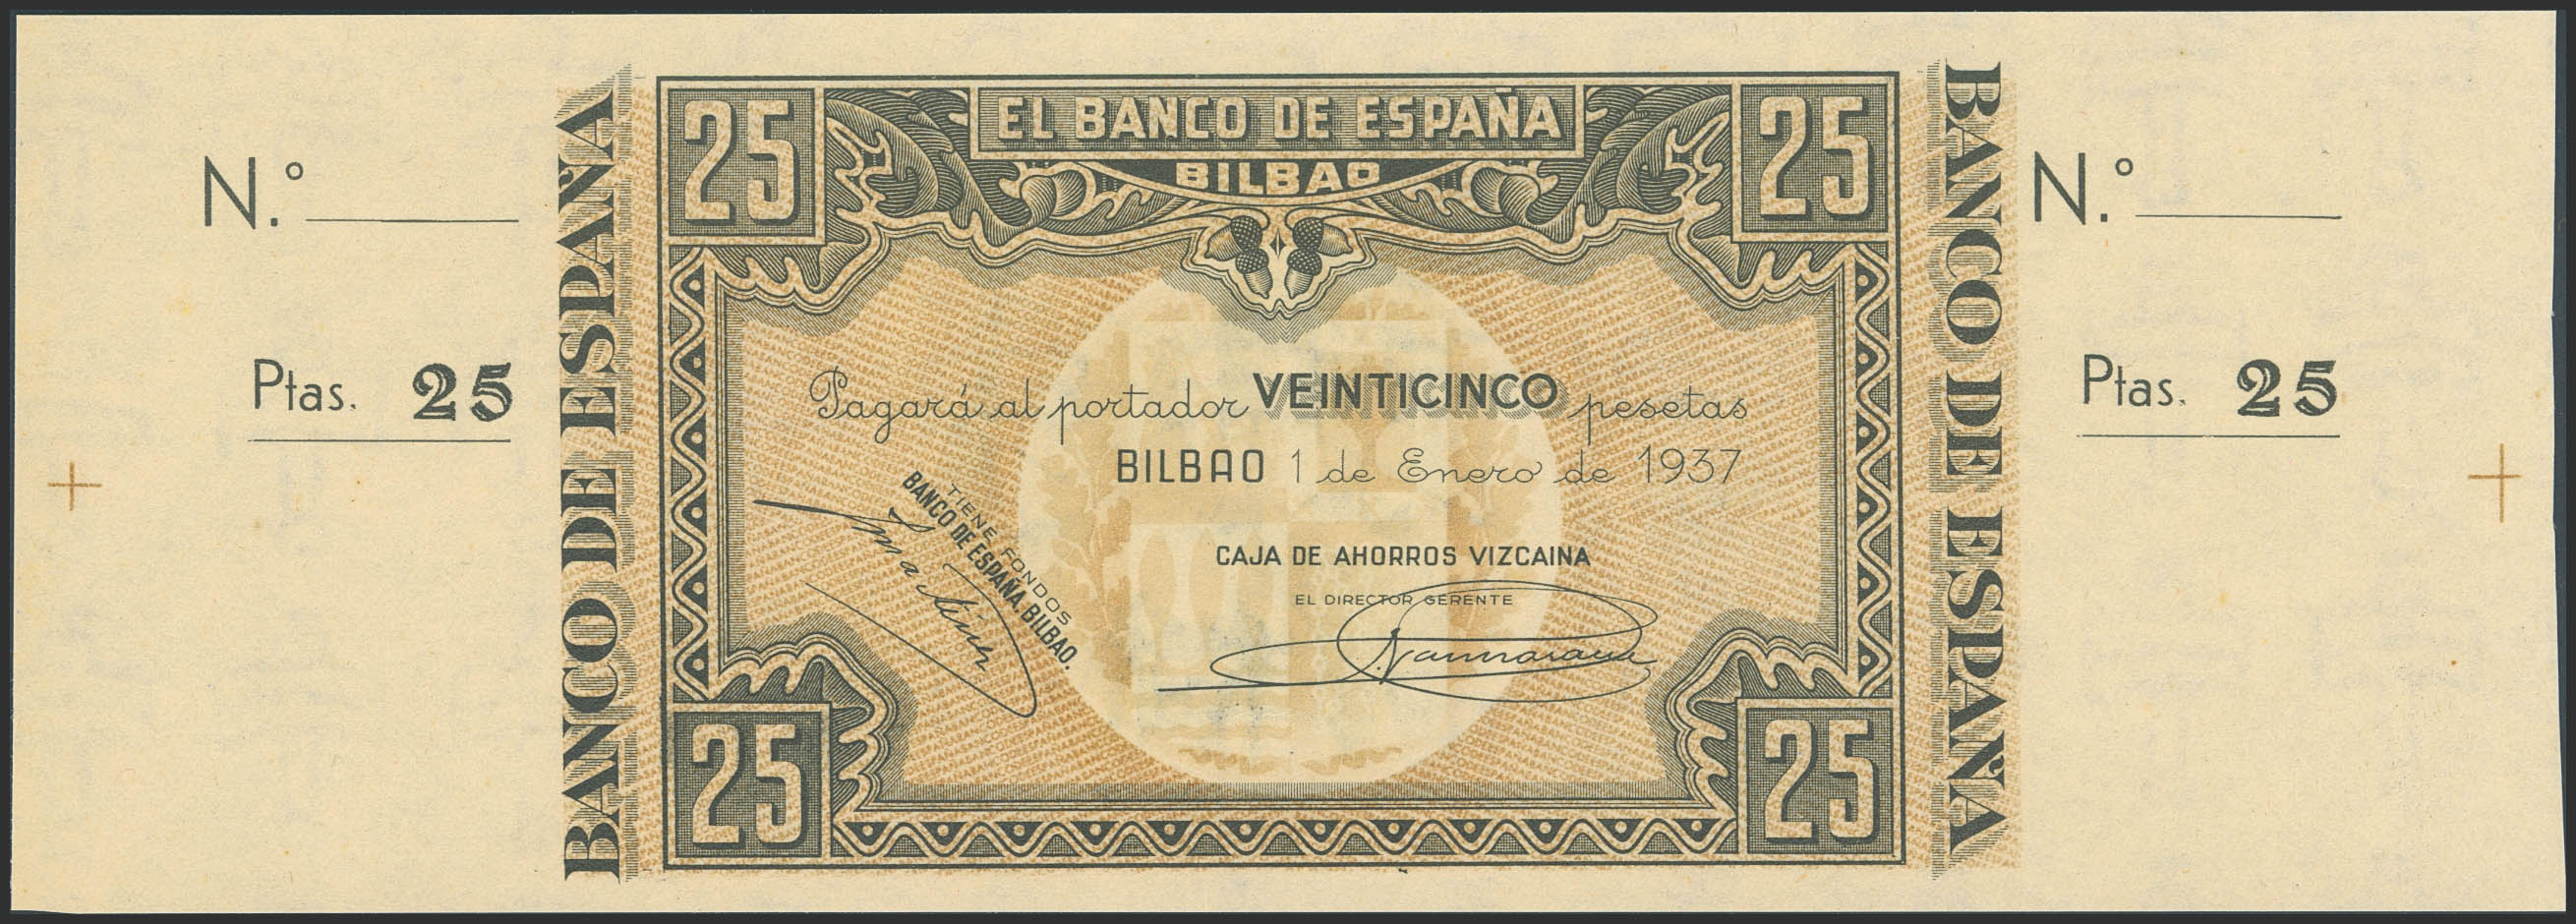 N.º
Ptas. 25
BANCO DE ESPAÑA
25
EL BANCO DE ESPAÑA
25
BILBAO
Pagará al portador VEINTICINCO pesetas
BILBAO 1 de Enero de 1937
TIENE FONDOS
BANCO DE ESPAÑA. BILBAO.
CAJA DE AHORROS VIZCAINA
EL DIRECTOR GERENTE
25
25
BANCO DE ESPAÑA
N.º
Ptas. 25